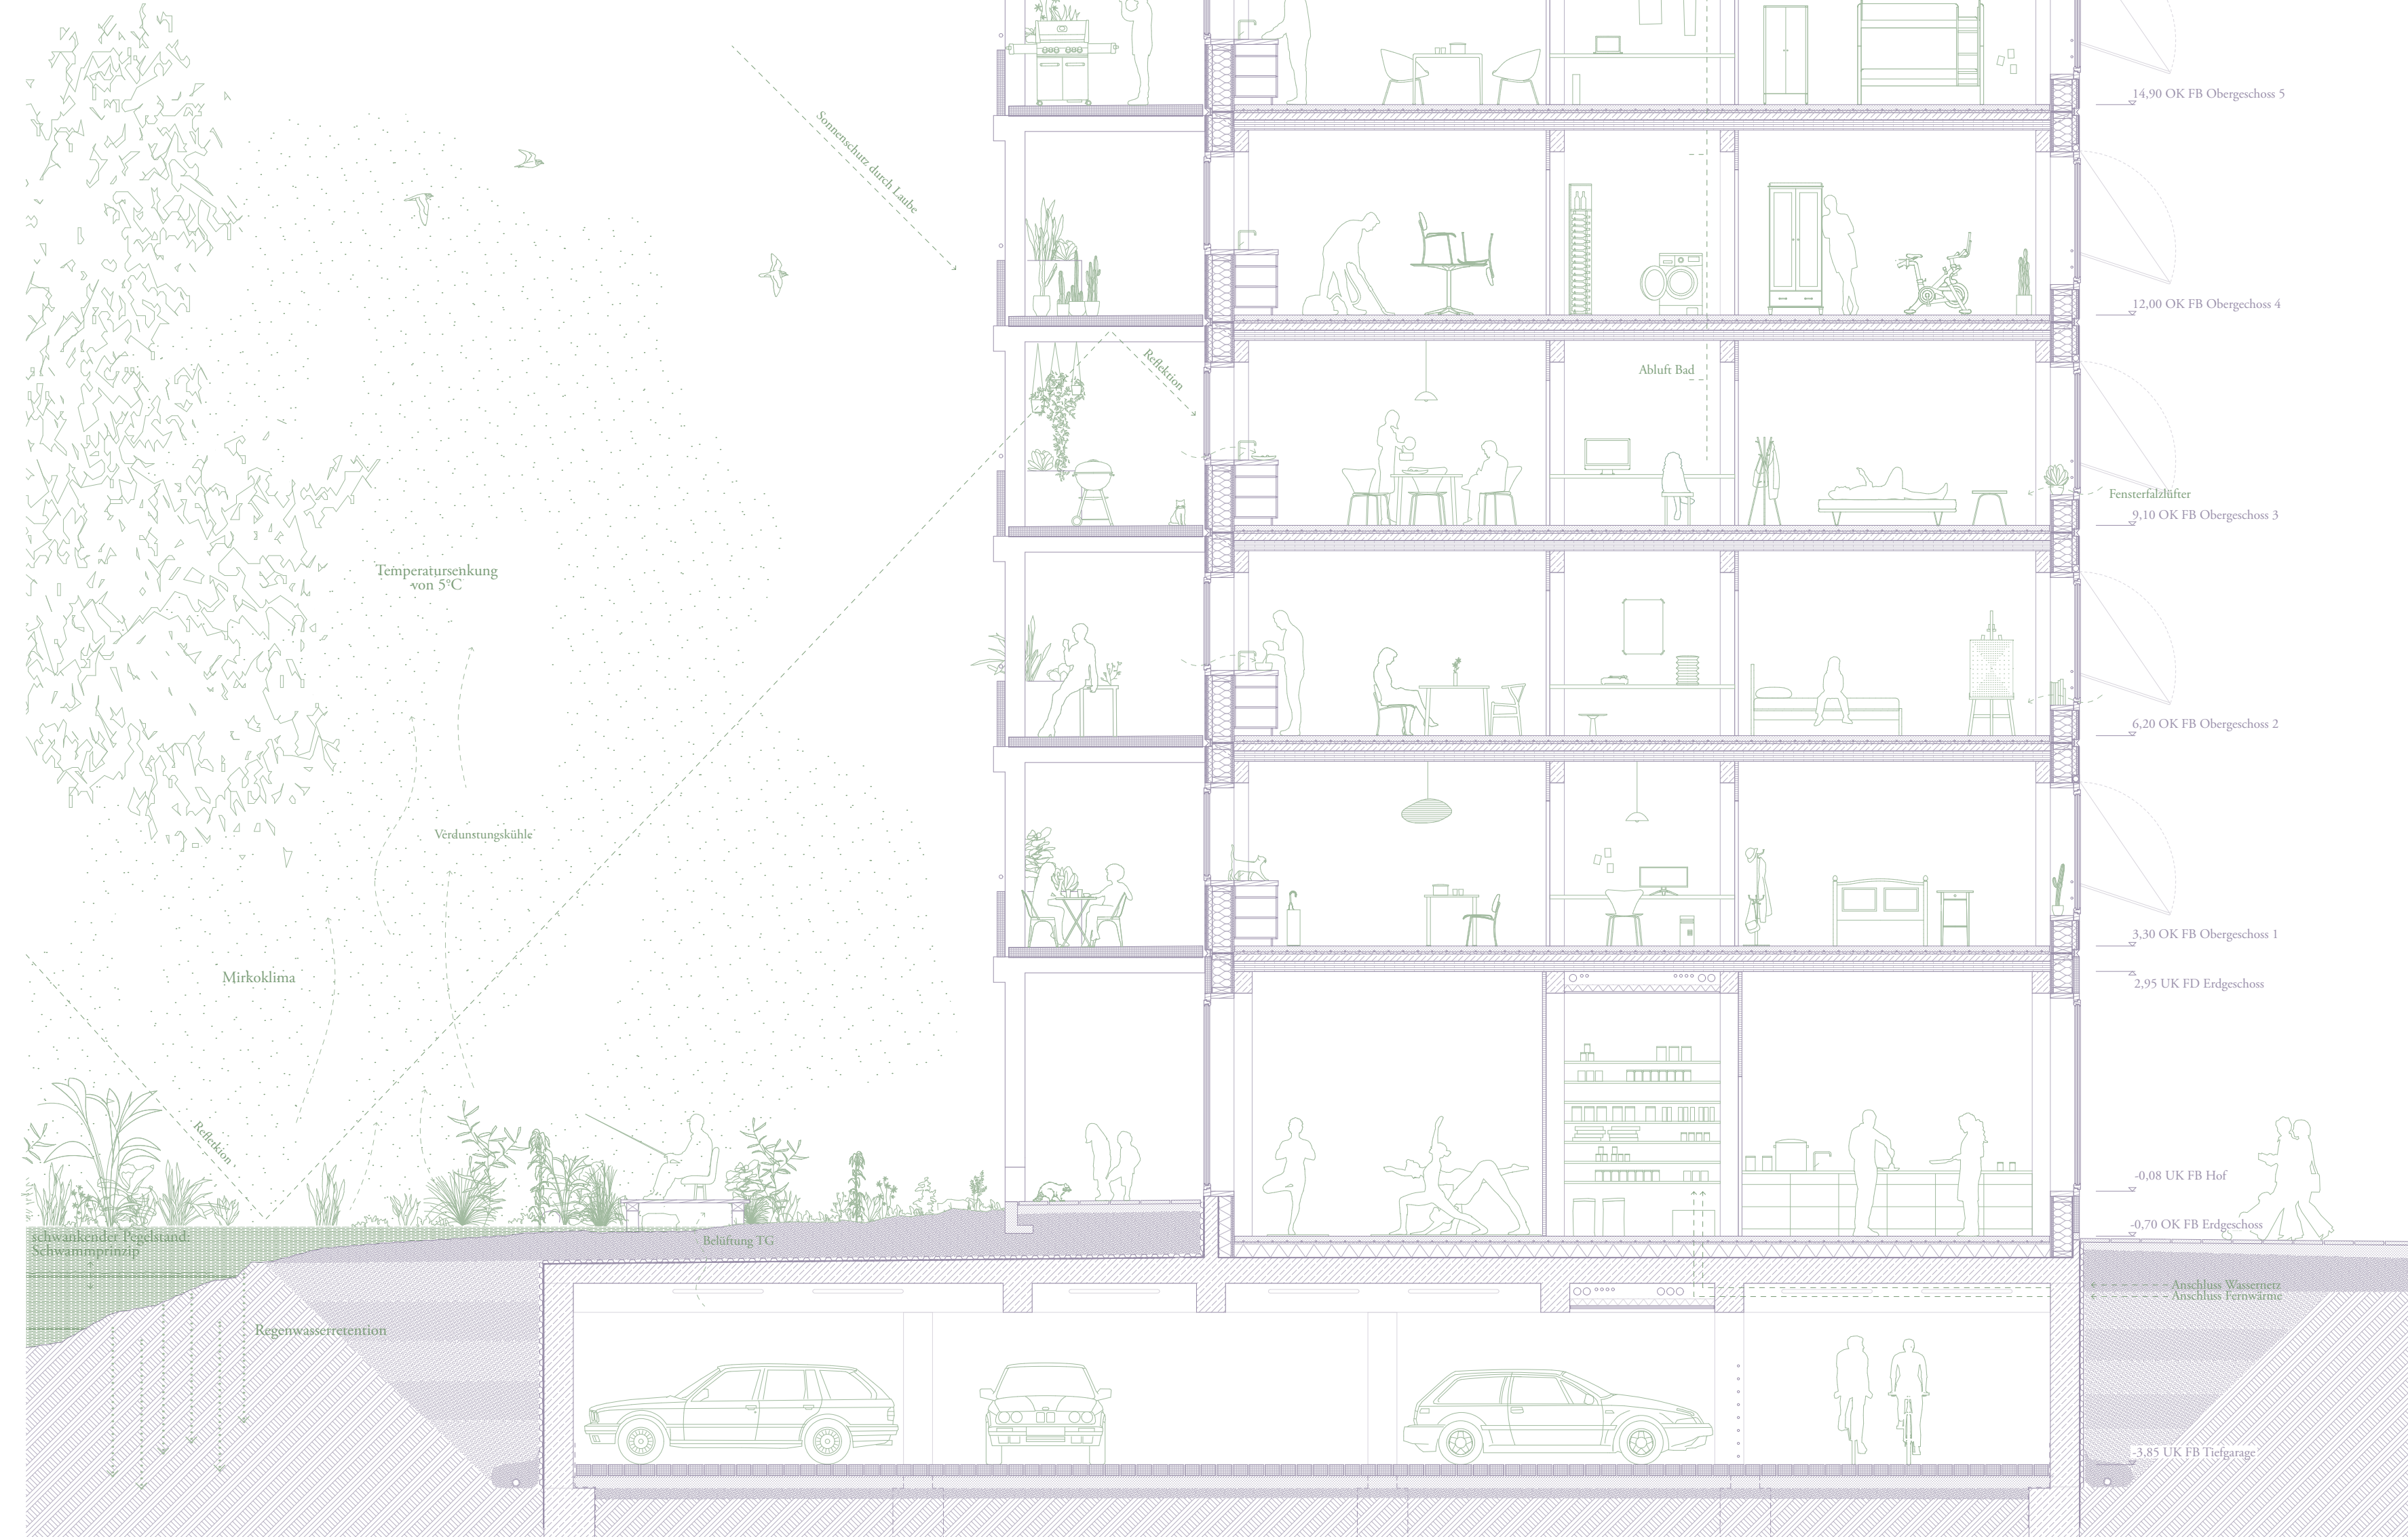 Sonnenschutz durch Laube
Reflektion
Abluft Bad
Temperatursenkung
von 5°C
Verdunstungskühle
Mirkoklima
Refletkion
schwankender Pegelstand:
Schwammprinzip
Belüftung TG
Regenwasserretention
14,90 OK FB Obergeschoss 5
12,00 OK FB Obergechoss 4
Fensterfalzlüfter
9,10 OK FB Obergeschoss 3
6,20 OK FB Obergeschoss 2
3,30 OK FB Obergeschoss 1
2,95 UK FD Erdgeschoss
-0,08 UK FB Hof
-0,70 OK FB Erdgeschoss
Anschluss Wassernetz
Anschluss Fernwärme
-3.85 UK FB Tiefgarage